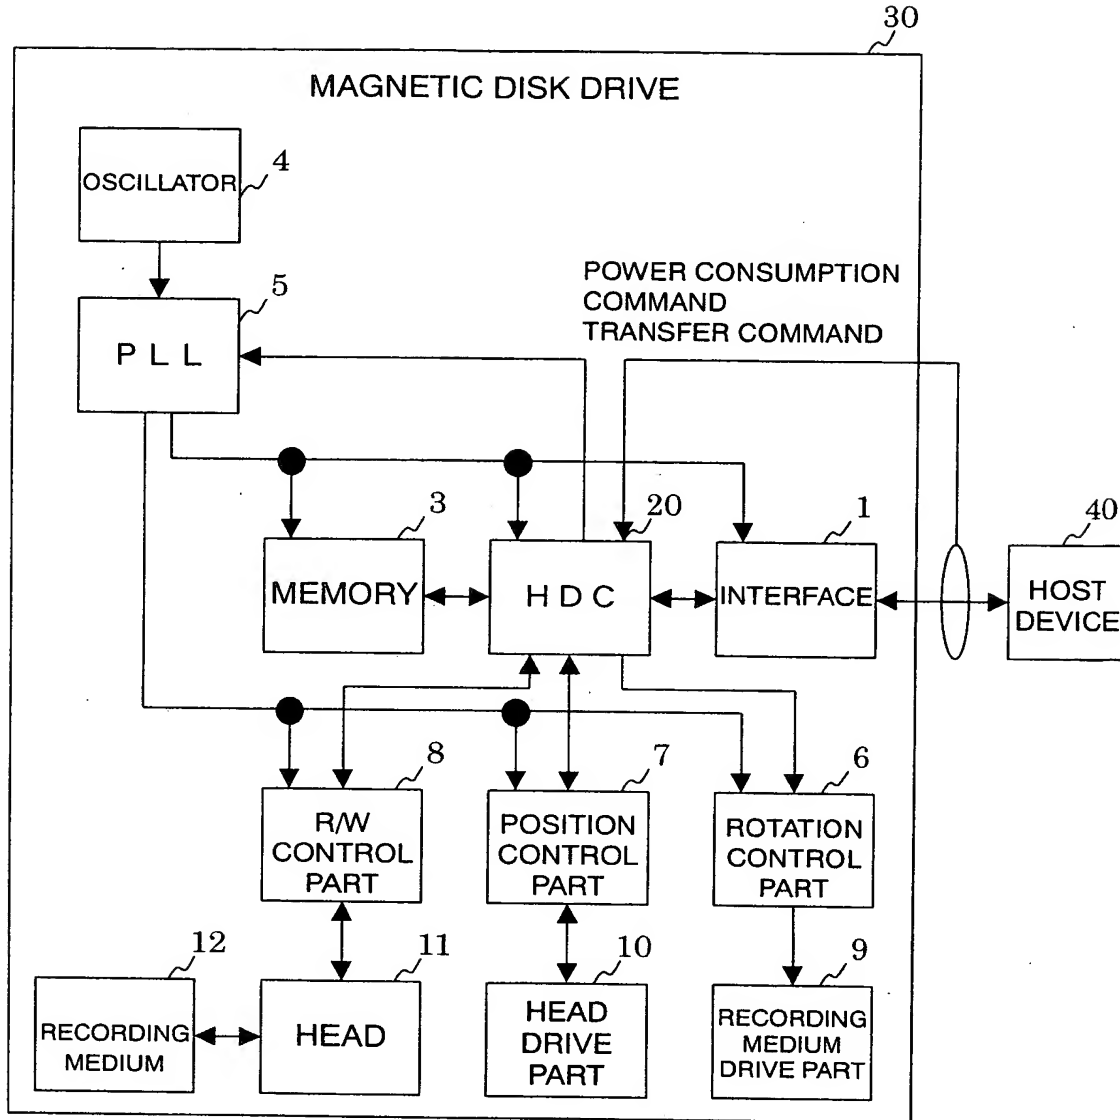 30
MAGNETIC DISK DRIVE
4
OSCILLATOR
5
PLL
POWER CONSUMPTION
COMMAND
TRANSFER COMMAND
3
MEMORY
20
HDC
1
INTERFACE
40
HOST
DEVICE
8
R/W
CONTROL
PART
7
POSITION
CONTROL
PART
6
ROTATION
CONTROL
PART
12
RECORDING
MEDIUM
11
HEAD
10
HEAD
DRIVE
PART
9
RECORDING
MEDIUM
DRIVE PART